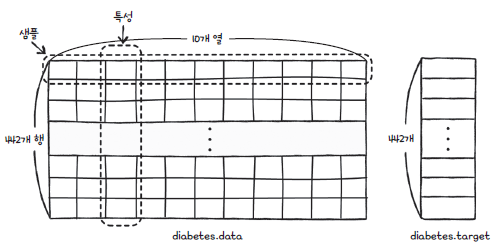 특성
샘플
10개 열
442개 행
442개
diabetes.data
diabetes.target